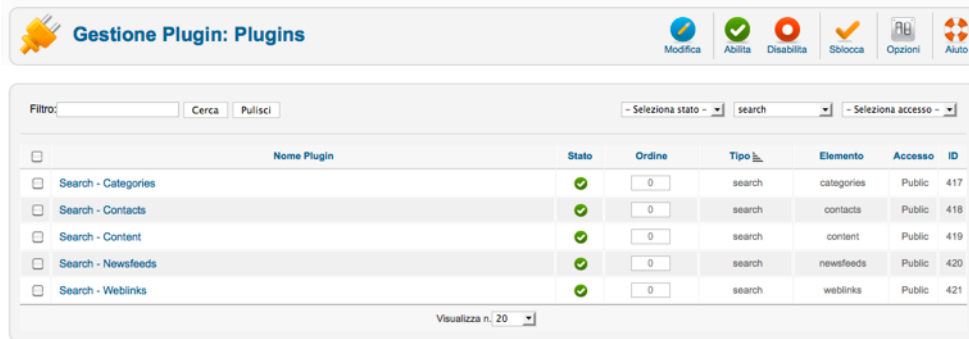 Gestione Plugin: Plugins
Modifica Abilita Disabilita Sblocca Opzioni Aiuto
Filtro: Cerca Pulisci - Seleziona stato - search - Seleziona accesso -
Nome Plugin Stato Ordine Tipo Elemento Accesso ID
Search - Categories 0 search categories Public 417
Search - Contacts 0 search contacts Public 418
Search - Content 0 search content Public 419
Search - Newsfeeds 0 search newsfeeds Public 420
Search - Weblinks 0 search weblinks Public 421
Visualizza n. 20